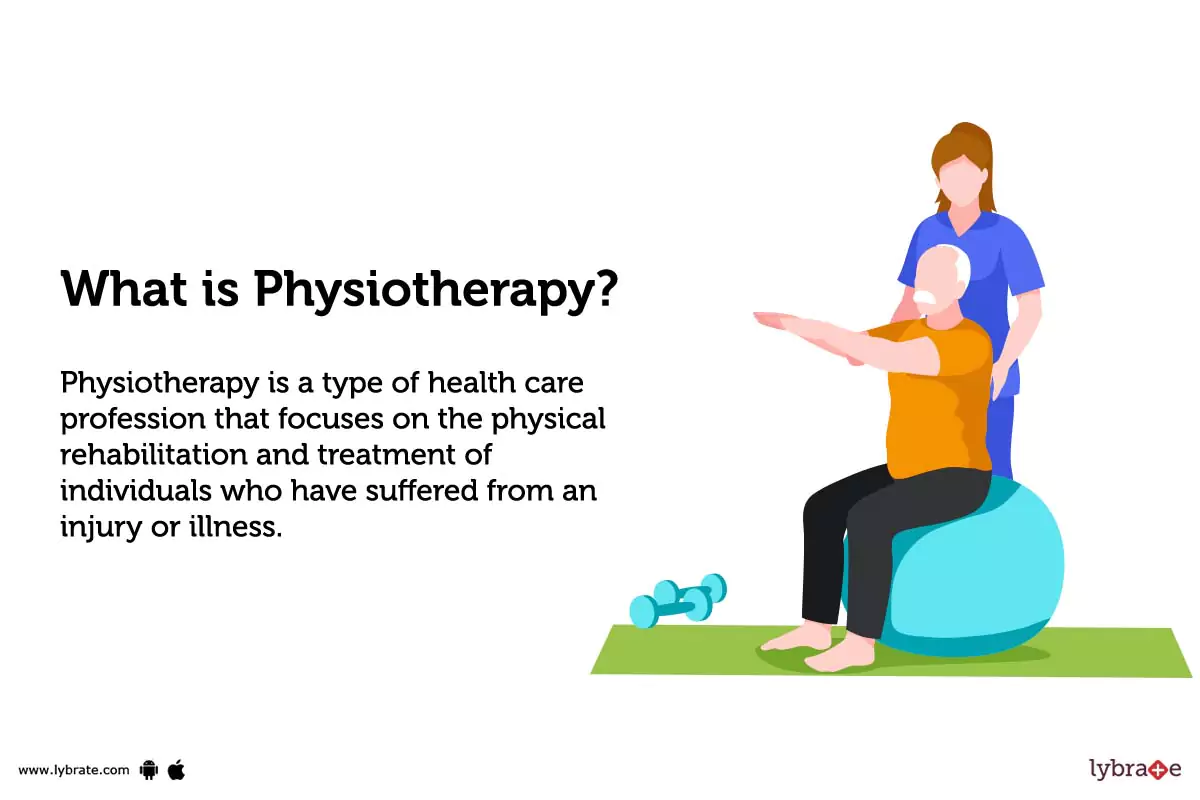 What is Physiotherapy?
Physiotherapy is a type of health care
profession that focuses on the physical
rehabilitation and treatment of
individuals who have suffered from an
injury or illness.
www.lybrate.com
lybrate